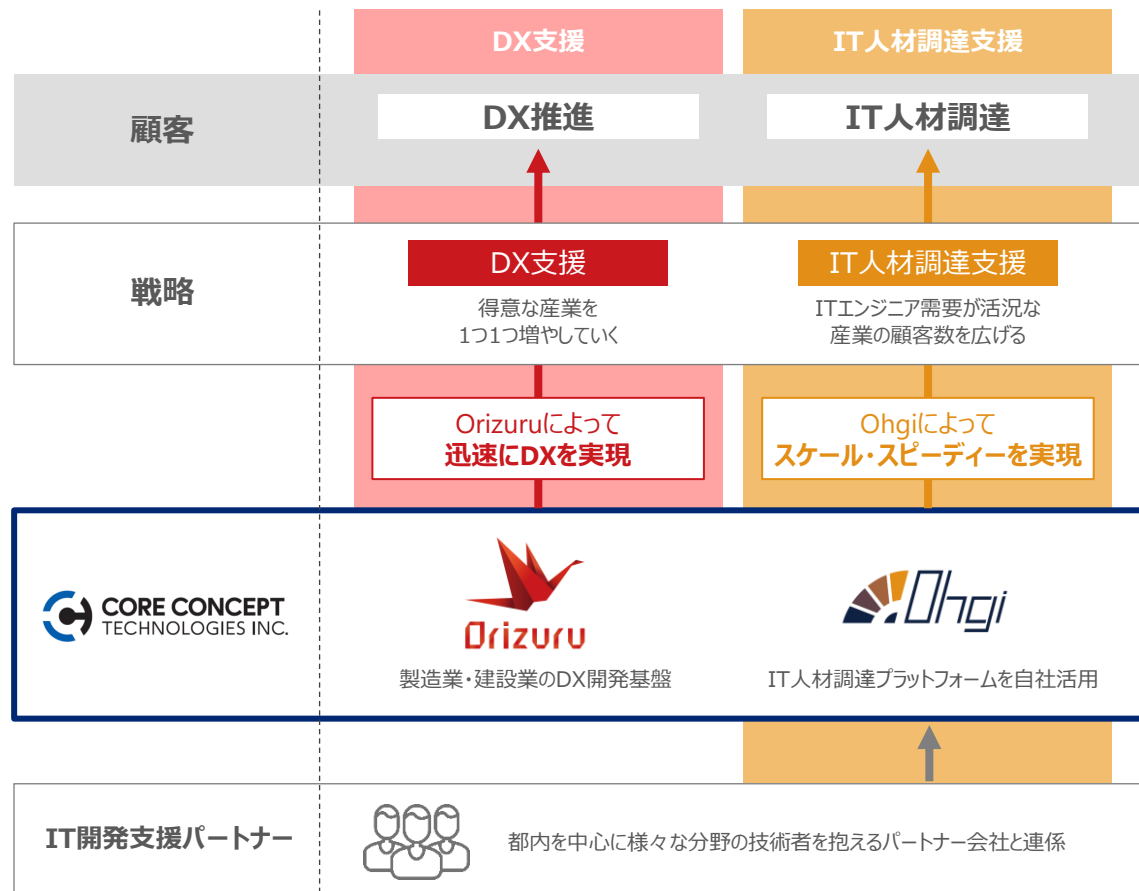 DX支援
IT人材調達支援
顧客
DX推進
IT人材調達
戦略
DX支援
得意な産業を
1つ1つ増やしていく
IT人材調達支援
ITエンジニア需要が活況な
産業の顧客数を広げる
Orizuruによって
迅速にDXを実現
Ohgiによって
スケール・スピーディーを実現
CORE CONCEPT
TECHNOLOGIES INC.
Orizuru
製造業・建設業のDX開発基盤
Ohgi
IT人材調達プラットフォームを自社活用
IT開発支援パートナー
都内を中心に様々な分野の技術者を抱えるパートナー会社と連係